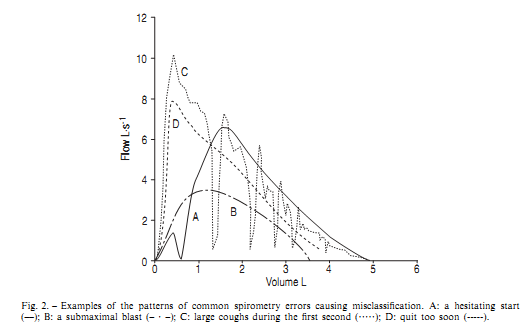 12
10
C
8
D
Flow L·s-1
6
4
A
B
2
0
0
1
2
3
4
5
6
Volume L
Fig. 2. – Examples of the patterns of common spirometry errors causing misclassification. A: a hesitating start
(—); B: a submaximal blast (– · –); C: large coughs during the first second (·····); D: quit too soon (-----).